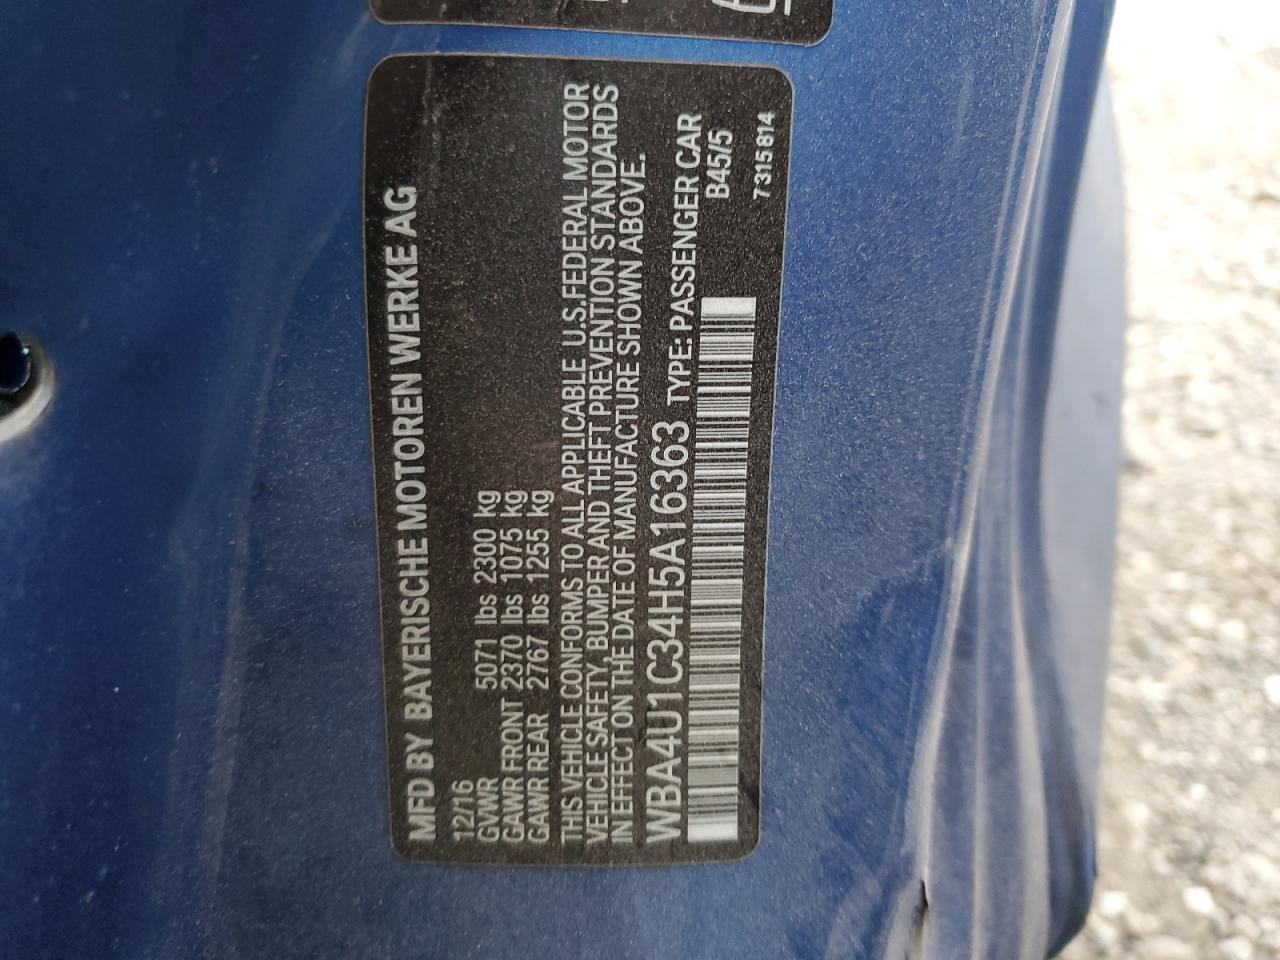 MFD BY BAYERISCHE MOTOREN WERKE AG
12/16
GVWR 5071 lbs 2300 kg
GAWR FRONT 2370 lbs 1075 kg
GAWR REAR 2767 lbs 1255 kg
THIS VEHICLE CONFORMS TO ALL APPLICABLE U.S.FEDERAL MOTOR
VEHICLE SAFETY, BUMPER AND THEFT PREVENTION STANDARDS
IN EFFECT ON THE DATE OF MANUFACTURE SHOWN ABOVE.
WBA4U1C34H5A16363 TYPE: PASSENGER CAR
B45/5
7315814